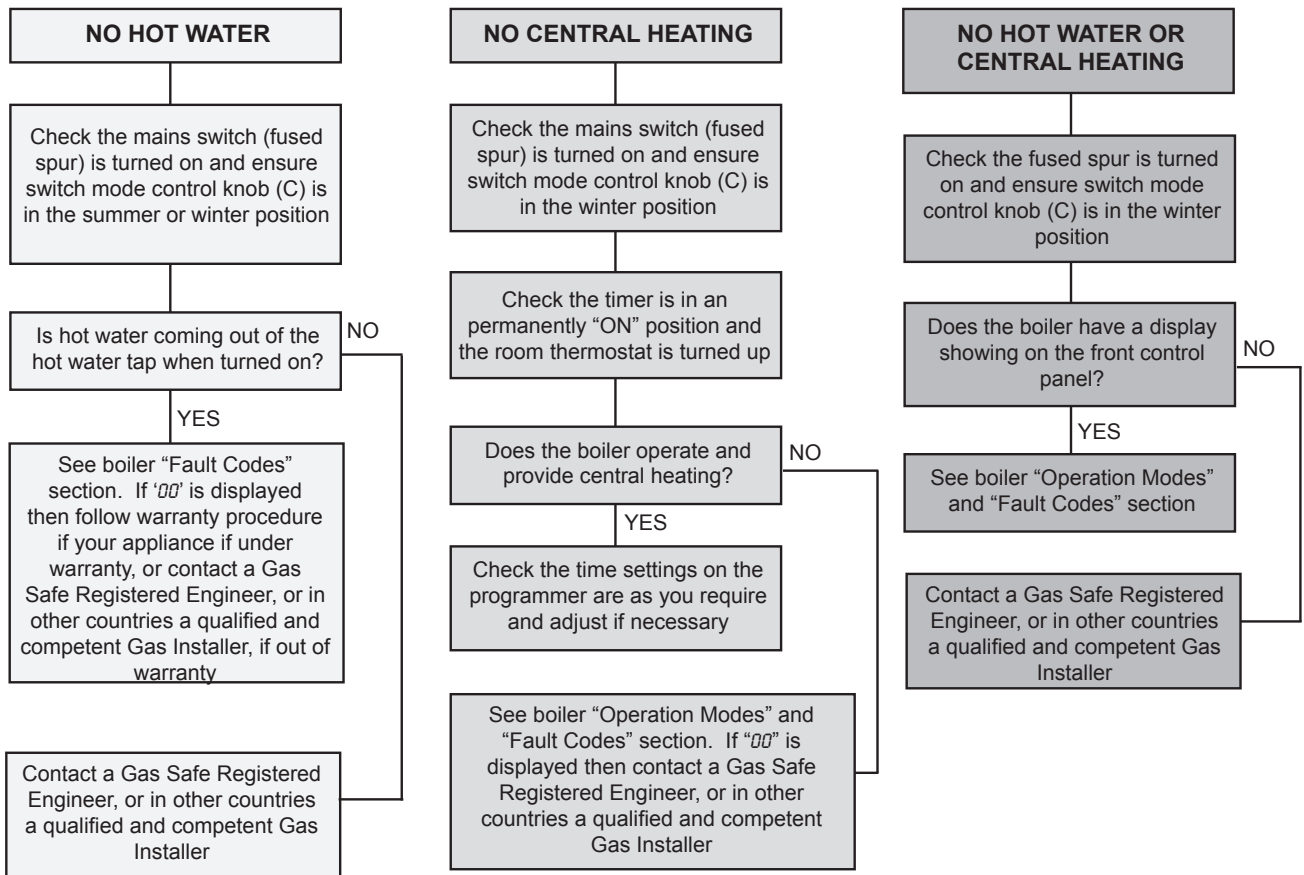 NO HOT WATER
Check the mains switch (fused
spur) is turned on and ensure
switch mode control knob (C) is
in the summer or winter position
Is hot water coming out of the
hot water tap when turned on?
NO
YES
See boiler “Fault Codes”
section. If ‘00’ is displayed
then follow warranty procedure
if your appliance if under
warranty, or contact a Gas
Safe Registered Engineer, or in
other countries a qualified and
competent Gas Installer, if out of
warranty
Contact a Gas Safe Registered
Engineer, or in other countries
a qualified and competent Gas
Installer
NO CENTRAL HEATING
Check the mains switch (fused
spur) is turned on and ensure
switch mode control knob (C) is
in the winter position
Check the timer is in an
permanently “ON” position and
the room thermostat is turned up
Does the boiler operate and
provide central heating?
NO
YES
Check the time settings on the
programmer are as you require
and adjust if necessary
See boiler “Operation Modes” and
“Fault Codes” section. If “00” is
displayed then contact a Gas Safe
Registered Engineer, or in other
countries a qualified and competent
Gas Installer
NO HOT WATER OR
CENTRAL HEATING
Check the fused spur is turned
on and ensure switch mode
control knob (C) is in the winter
position
Does the boiler have a display
showing on the front control
panel?
NO
YES
See boiler “Operation Modes”
and “Fault Codes” section
Contact a Gas Safe Registered
Engineer, or in other countries
a qualified and competent Gas
Installer